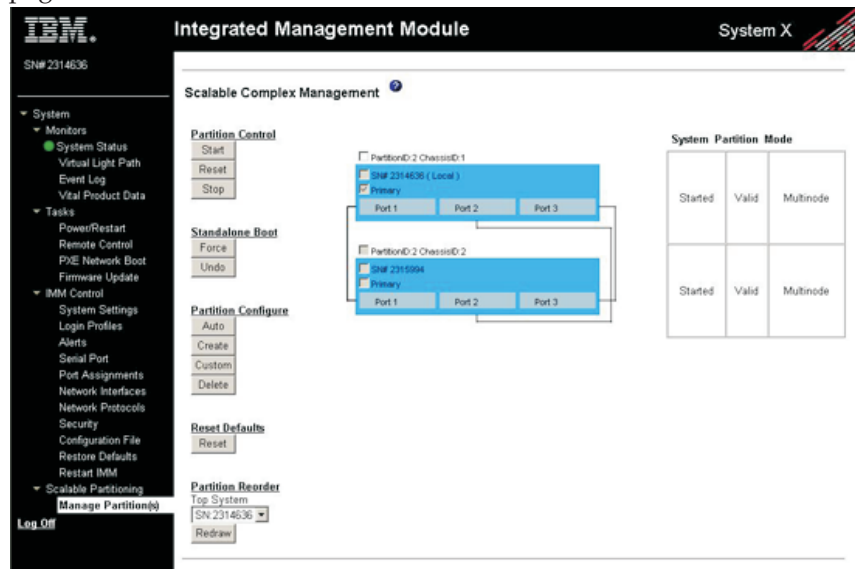 IBM.
Integrated Management Module
System X
SN# 2314636
System
Monitors
System Status
Virtual Light Path
Event Log
Vital Product Data
Tasks
Power/Restart
Remote Control
PXE Network Boot
Firmware Update
IMM Control
System Settings
Login Profiles
Alerts
Serial Port
Port Assignments
Network Interfaces
Network Protocols
Security
Configuration File
Restore Defaults
Restart IMM
Scalable Partitioning
Manage Partition(s)
Log Off
Scalable Complex Management ?
Partition Control
Start
Reset
Stop
Standalone Boot
Force
Undo
Partition Configure
Auto
Create
Custom
Delete
Reset Defaults
Reset
Partition Reorder
Top System
SN:2314636
Redraw
PartitionID:2 ChassisID:1
SN# 2314636 ( Local )
Primary
Port 1 Port 2 Port 3
PartitionID:2 ChassisID:2
SN# 2315994
Primary
Port 1 Port 2 Port 3
System Partition Mode
Started Valid Multinode
Started Valid Multinode